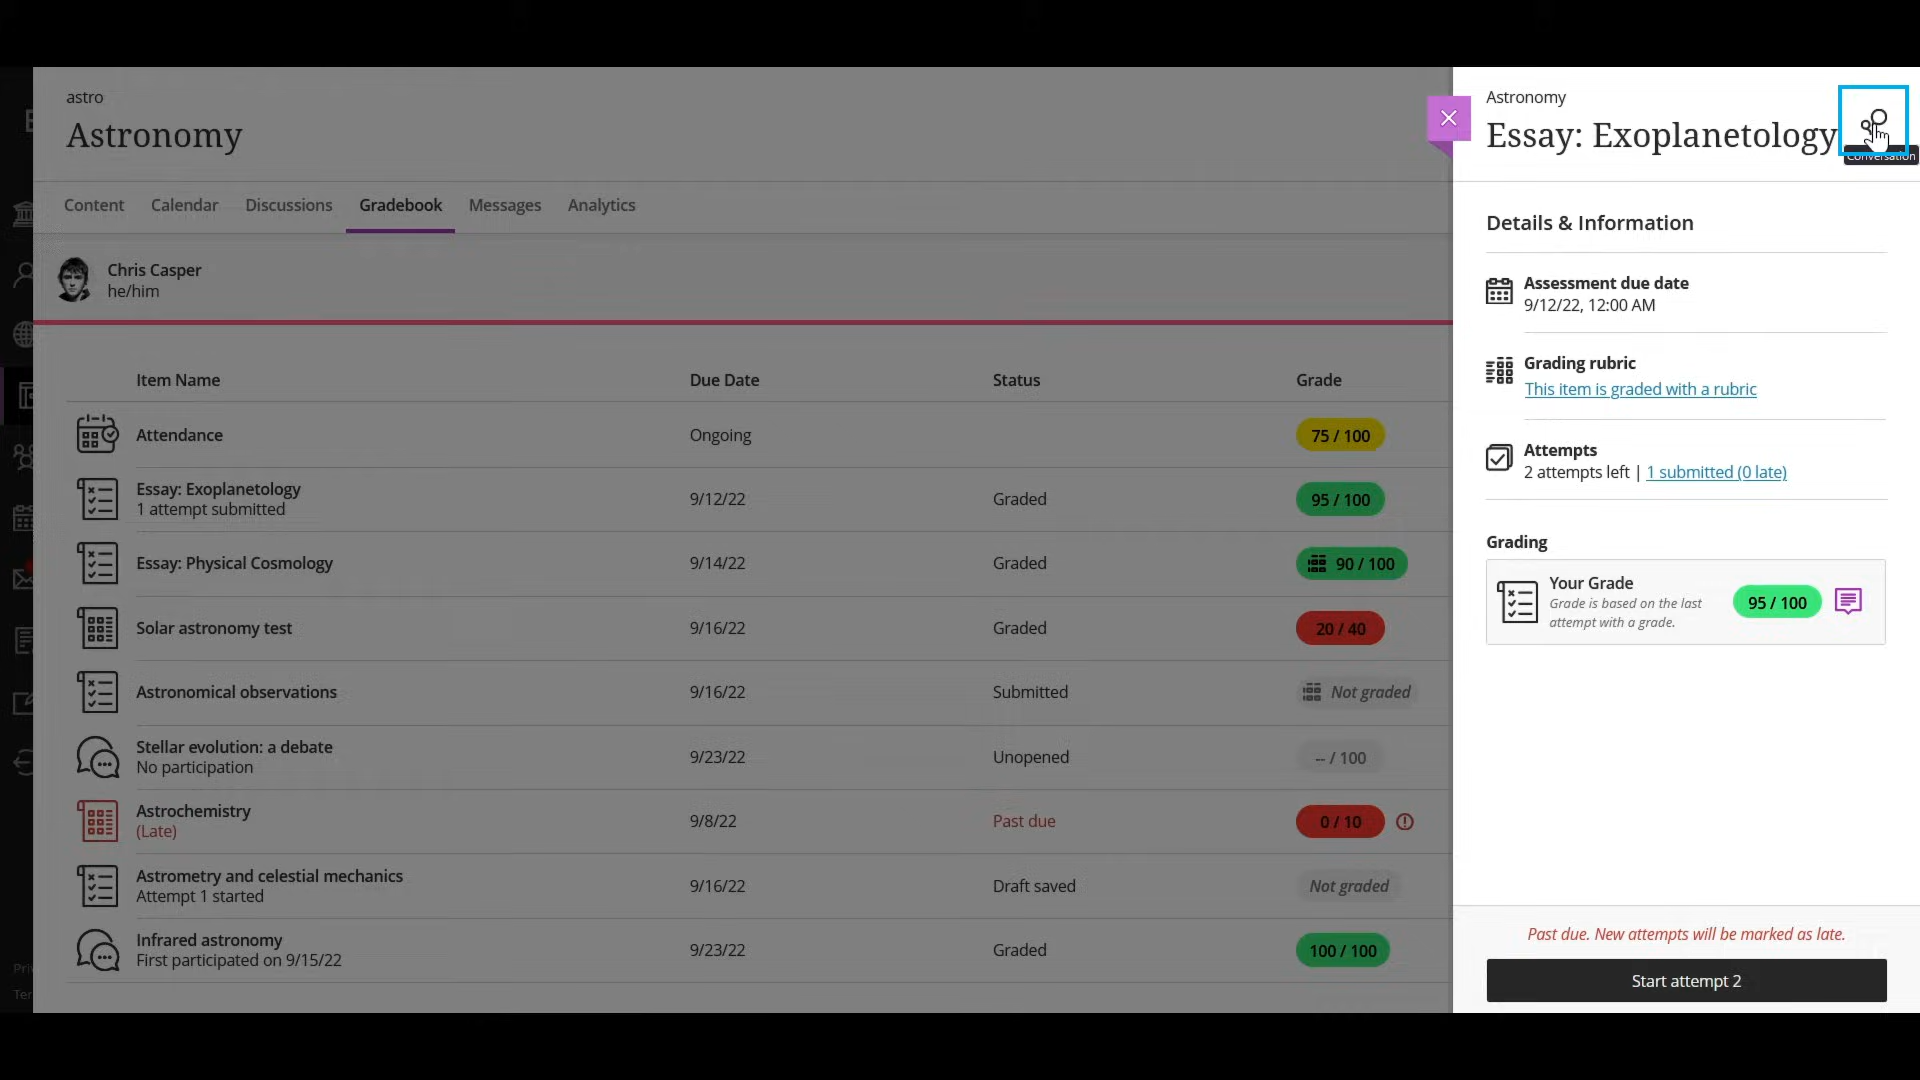 astro
Astronomy
Content Calendar Discussions Gradebook Messages Analytics
Chris Casper
he/him
Item Name Due Date Status Grade
Attendance Ongoing 75 / 100
Essay: Exoplanetology 9/12/22 Graded 95 / 100
1 attempt submitted
Essay: Physical Cosmology 9/14/22 Graded 90 / 100
Solar astronomy test 9/16/22 Graded 20 / 40
Astronomical observations 9/16/22 Submitted Not graded
Stellar evolution: a debate 9/23/22 Unopened -- / 100
No participation
Astrochemistry 9/8/22 Past due 0 / 10
(Late)
Astrometry and celestial mechanics 9/16/22 Draft saved Not graded
Attempt 1 started
Infrared astronomy 9/23/22 Graded 100 / 100
First participated on 9/15/22
Pri
Ter
Astronomy
Essay: Exoplanetology
Conversation
Details & Information
Assessment due date
9/12/22, 12:00 AM
Grading rubric
This item is graded with a rubric
Attempts
2 attempts left | 1 submitted (0 late)
Grading
Your Grade
Grade is based on the last
attempt with a grade.
95 / 100
Past due. New attempts will be marked as late.
Start attempt 2